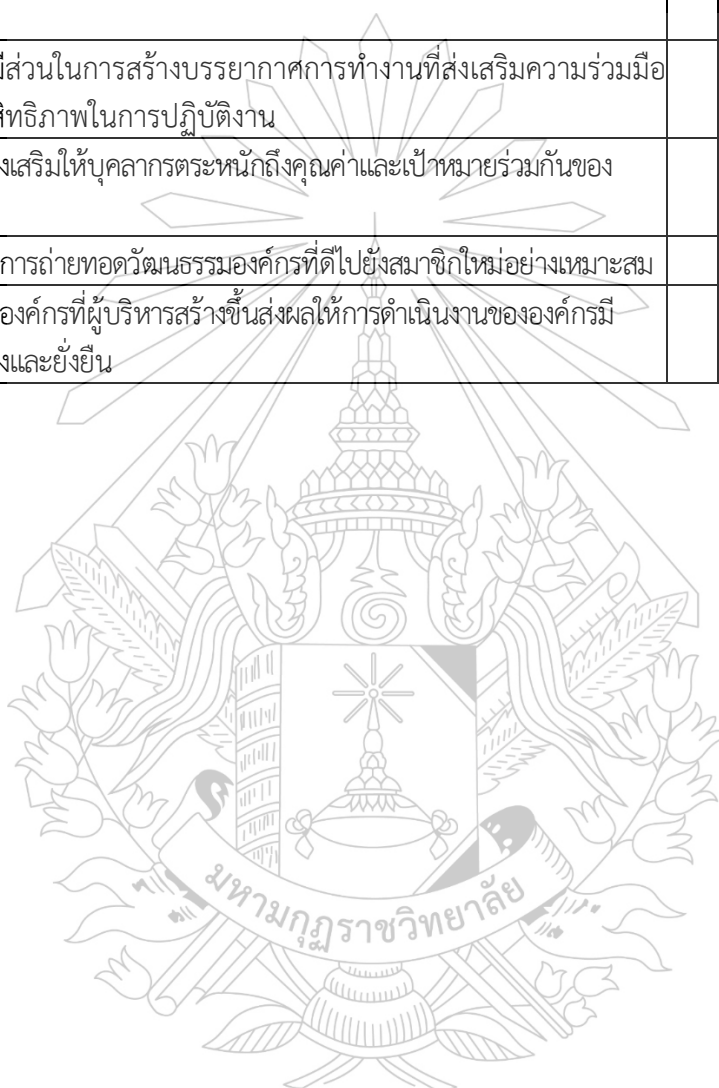 ส่วนในการสร้างบรรยากาศการทำงานที่ส่งเสริมความร่วมมือ
สิทธิภาพในการปฏิบัติงาน
งเสริมให้บุคลากรตระหนักถึงคุณค่าและเป้าหมายร่วมกันของ
การถ่ายทอดวัฒนธรรมองค์กรที่ดีไปยังสมาชิกใหม่อย่างเหมาะสม
องค์กรที่ผู้บริหารสร้างขึ้นส่งผลให้การดำเนินงานขององค์กรมี
งและยั่งยืน
มหามกุฏราชวิทยาลัย